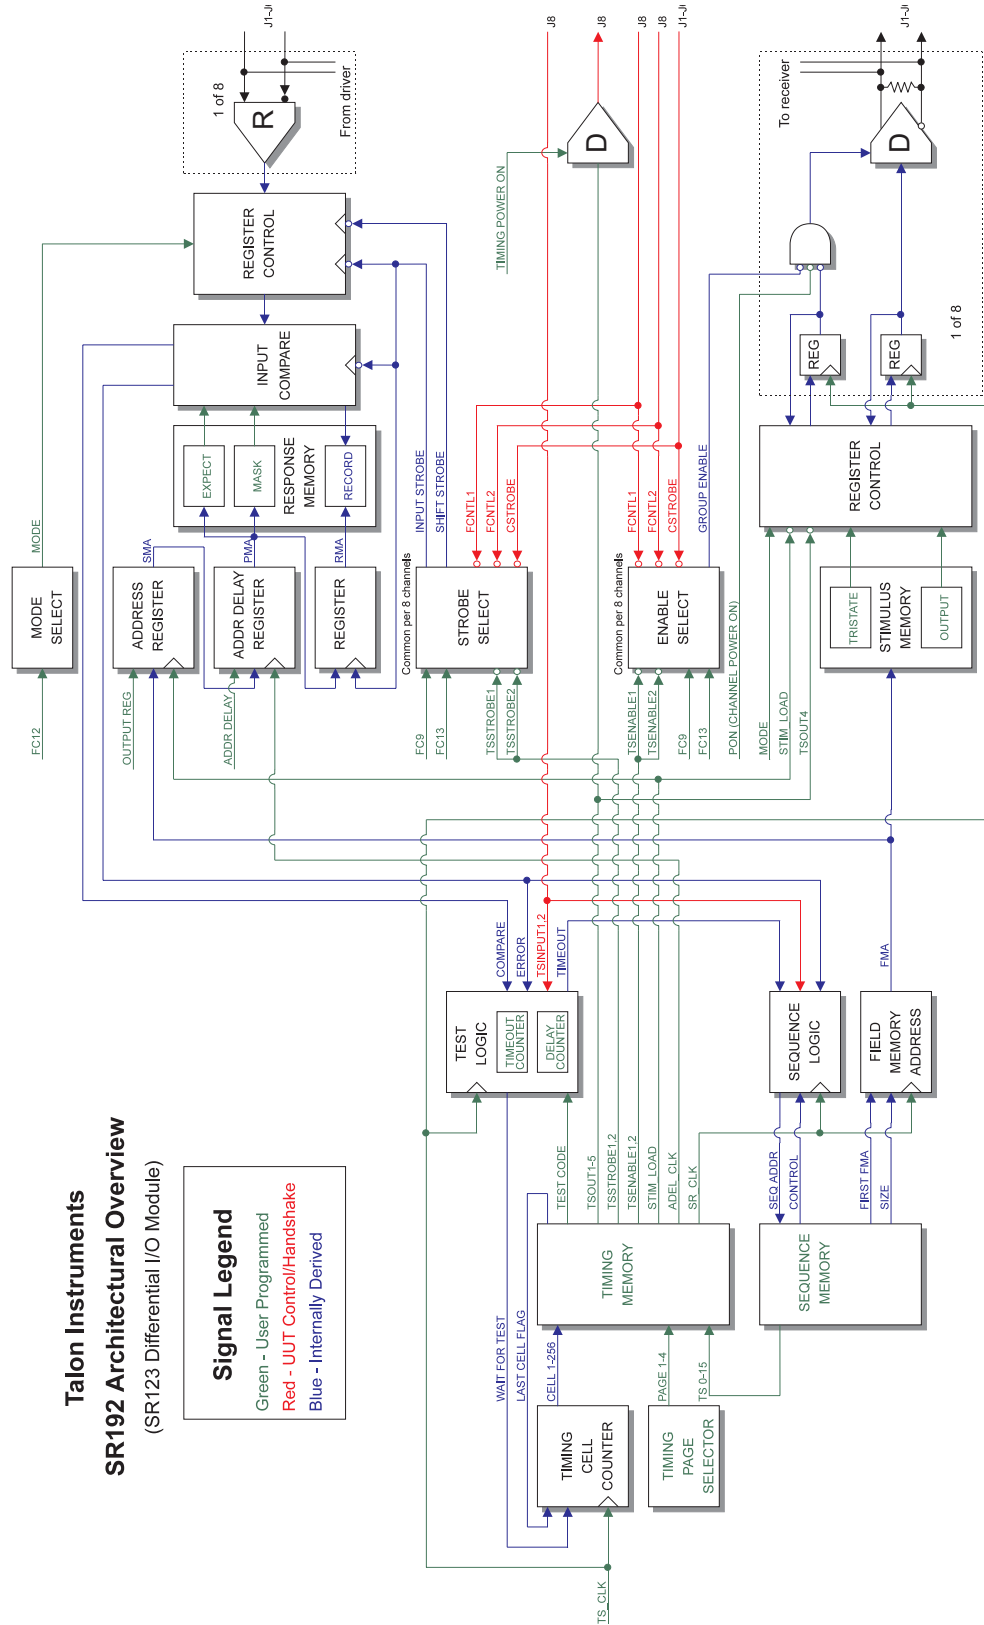 Talon Instruments
SR192 Architectural Overview
(SR123 Differential I/O Module)
Signal Legend
Green - User Programmed
Red - UUT Control/Handshake
Blue - Internally Derived
TS_CLK
WAIT FOR TEST
LAST CELL FLAG
TIMING
CELL
COUNTER
CELL 1-256
TIMING
PAGE
SELECTOR
PAGE 1-4
TS 0-15
TIMING
MEMORY
SEQUENCE
MEMORY
TEST CODE
TSOUT1-5
TSSTROBE1,2
TSENABLE1,2
STIM_LOAD
ADEL_CLK
SR_CLK
SEQ ADDR
CONTROL
FIRST FMA
SIZE
TEST
LOGIC
TIMEOUT
COUNTER
DELAY
COUNTER
SEQUENCE
LOGIC
FIELD
MEMORY
ADDRESS
COMPARE
ERROR
TSINPUT1,2
TIMEOUT
FMA
FC12
OUTPUT REG
ADDR DELAY
FC9
FC13
TSSTROBE1
TSSTROBE2
TSENABLE1
TSENABLE2
FC9
FC13
PON (CHANNEL POWER ON)
MODE
STIM_LOAD
TSOUT4
MODE
SELECT
ADDRESS
REGISTER
ADDR DELAY
REGISTER
REGISTER
Common per 8 channels
STROBE
SELECT
Common per 8 channels
ENABLE
SELECT
TRISTATE
STIMULUS
MEMORY
OUTPUT
MODE
SMA
PMA
RMA
INPUT STROBE
SHIFT STROBE
FCNTL1
FCNTL2
CSTROBE
FCNTL1
FCNTL2
CSTROBE
GROUP ENABLE
EXPECT
MASK
RESPONSE
MEMORY
RECORD
REGISTER
CONTROL
INPUT
COMPARE
REG
REG
1 of 8
REGISTER
CONTROL
TIMING POWER ON
1 of 8
R
From driver
D
To receiver
D
J8
J8
J8
J8